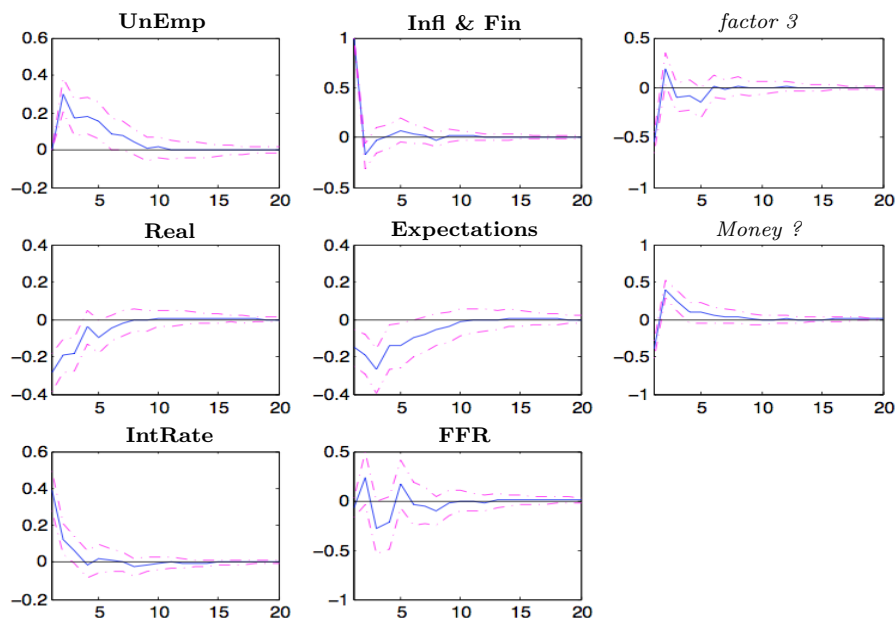 UnEmp Infl & Fin factor 3
0.6 1 0.5
0.4 0.5 0
0.2 0 −0.5
0 −0.5 −1
−0.2
5 10 15 20 5 10 15 20 5 10 15 20
Real Expectations Money ?
0.4 0.4 1
0.2 0.2 0.5
0 0 0
−0.2 0.2 −0.5
0.4 0.4 −1
5 10 15 20 5 10 15 20 5 10 15 20
IntRate FFR
0.6 0.5
0.4 0
0.2 −0.5
0 −1
0.2
5 10 15 20 5 10 15 20